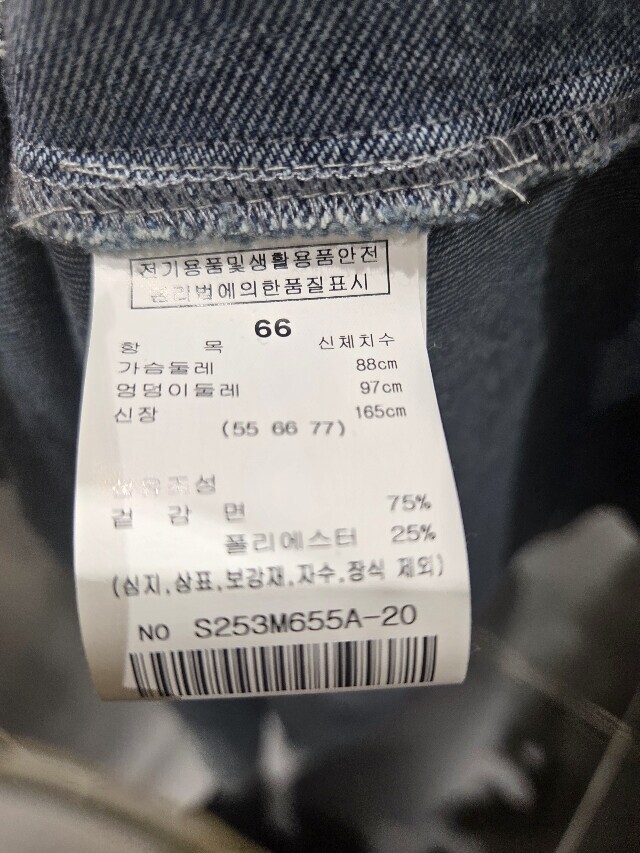 전기용품및생활용품안전
관리법에의한품질표시
66
항 목 신체치수
가슴둘레 88cm
엉덩이둘레 97cm
신장 165cm
(55 66 77)
섬유조성
겉 감 면 75%
폴리에스터 25%
(심지,상표,보강재,자수,장식 제외)
NO S253M655A-20